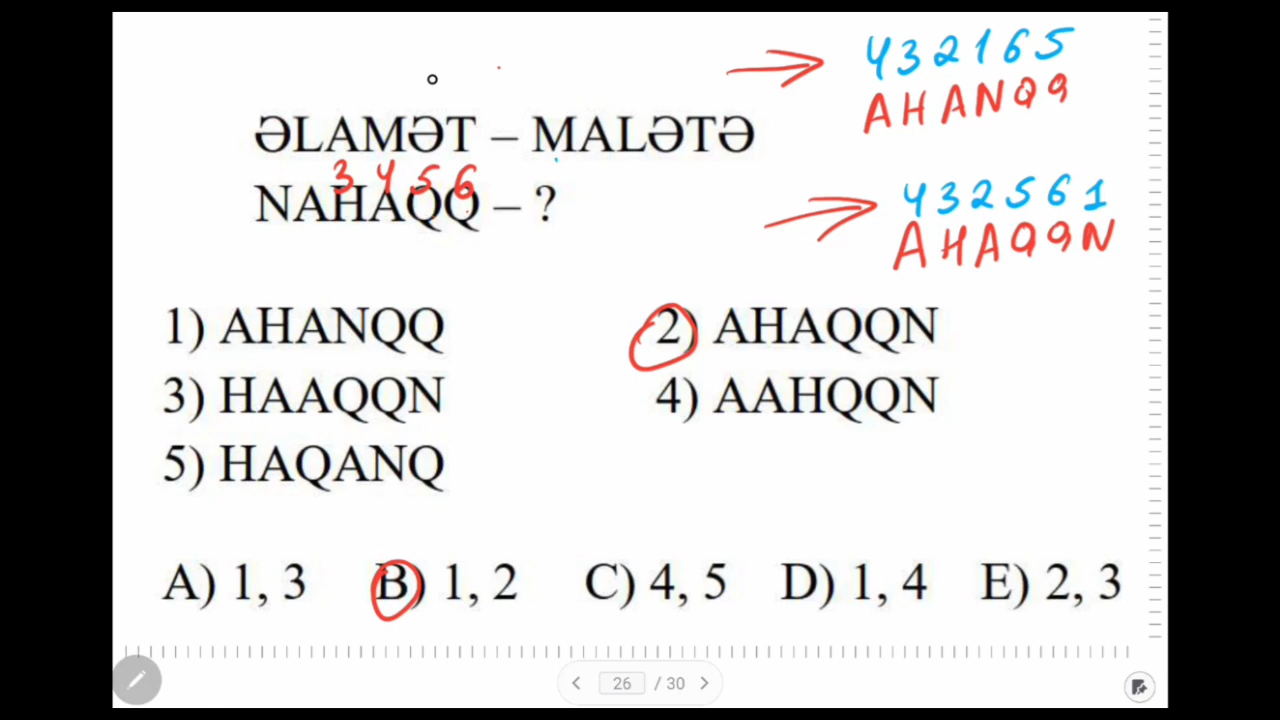 432165
AHANQQ
ƏLAMƏT – MALƏTƏ
3456
NAHAQQ – ?
432561
AHAQQN
1) AHANQQ
2) AHAQQN
3) HAAQQN
4) AAHQQN
5) HAQANQ
A) 1, 3 B) 1, 2 C) 4, 5 D) 1, 4 E) 2, 3
26 / 30